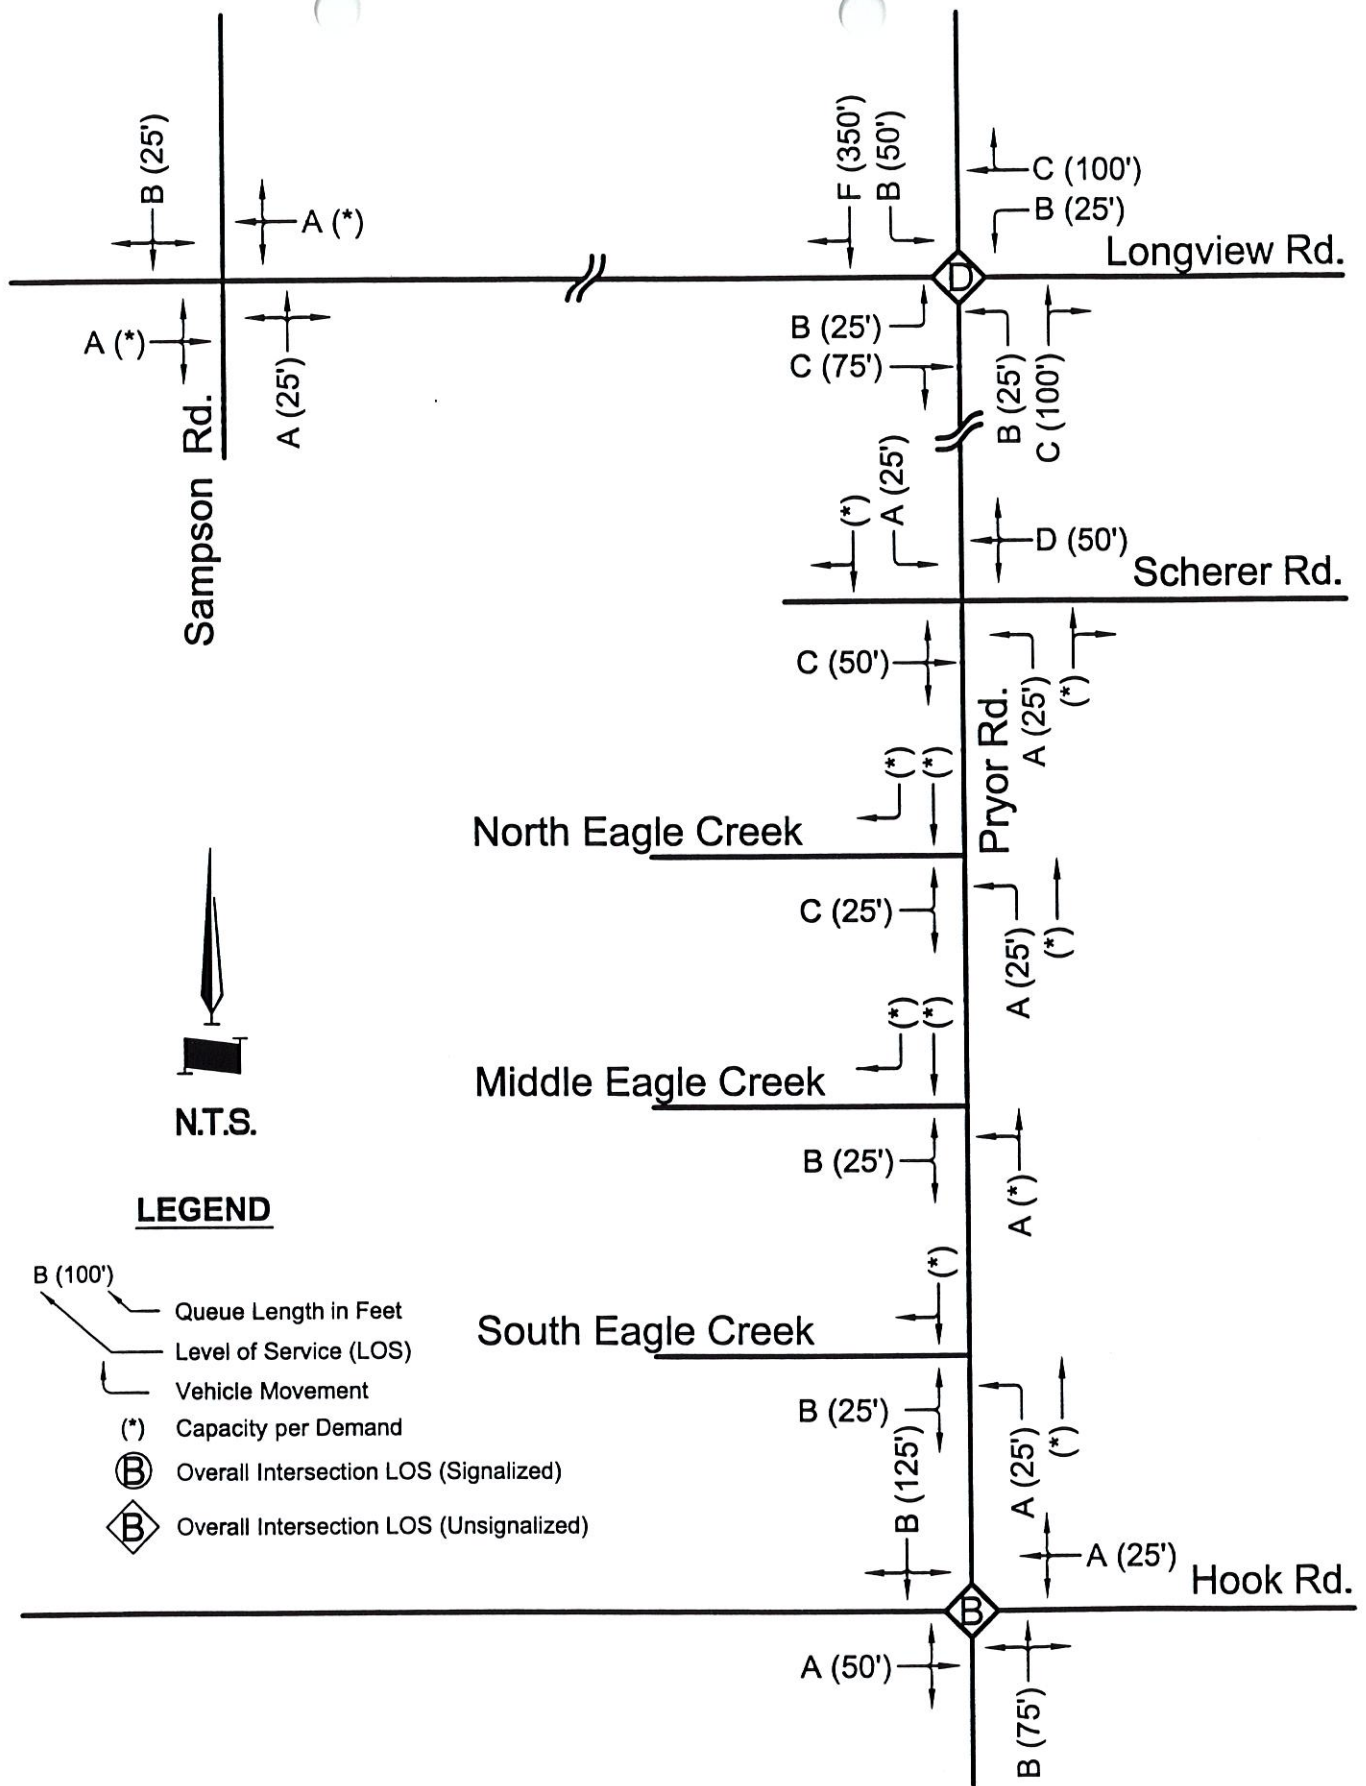 B (25')
A (*)
A (*)
A (25')
Sampson Rd.
F (350')
B (50')
C (100')
B (25')
Longview Rd.
D
B (25')
C (75')
B (25')
C (100')
(*)
A (25')
D (50')
Scherer Rd.
C (50')
A (25')
(*)
Pryor Rd.
(*)
(*)
North Eagle Creek
C (25')
A (25')
(*)
(*)
(*)
Middle Eagle Creek
B (25')
A (*)
(*)
South Eagle Creek
B (25')
A (25')
(*)
B (125')
A (25')
Hook Rd.
B
A (50')
B (75')
N.T.S.
LEGEND
B (100')
Queue Length in Feet
Level of Service (LOS)
Vehicle Movement
(*) Capacity per Demand
B Overall Intersection LOS (Signalized)
B Overall Intersection LOS (Unsignalized)